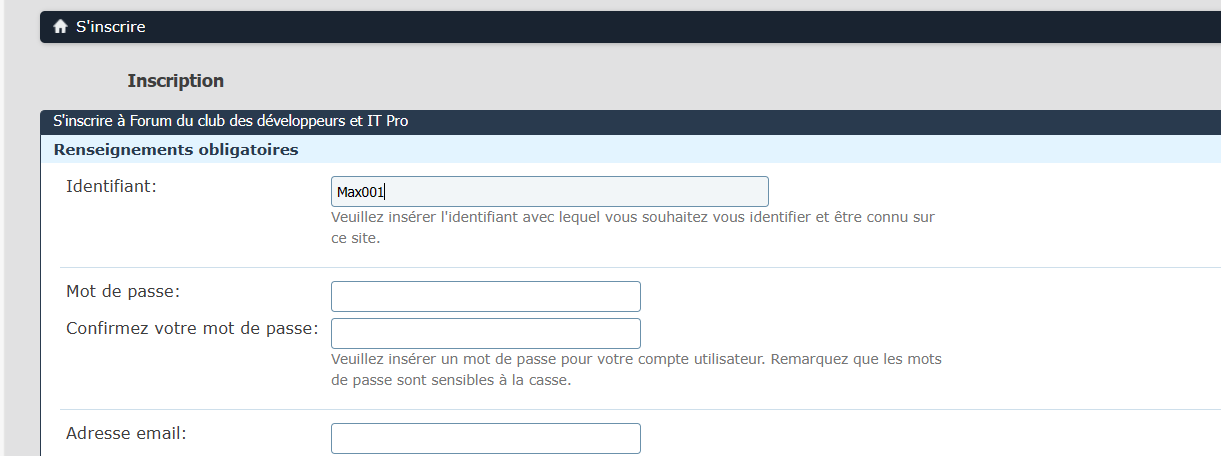 S'inscrire
Inscription
S'inscrire à Forum du club des développeurs et IT Pro
Renseignements obligatoires
Identifiant:
Max001
Veuillez insérer l'identifiant avec lequel vous souhaitez vous identifier et être connu sur
ce site.
Mot de passe:
Confirmez votre mot de passe:
Veuillez insérer un mot de passe pour votre compte utilisateur. Remarquez que les mots
de passe sont sensibles à la casse.
Adresse email: